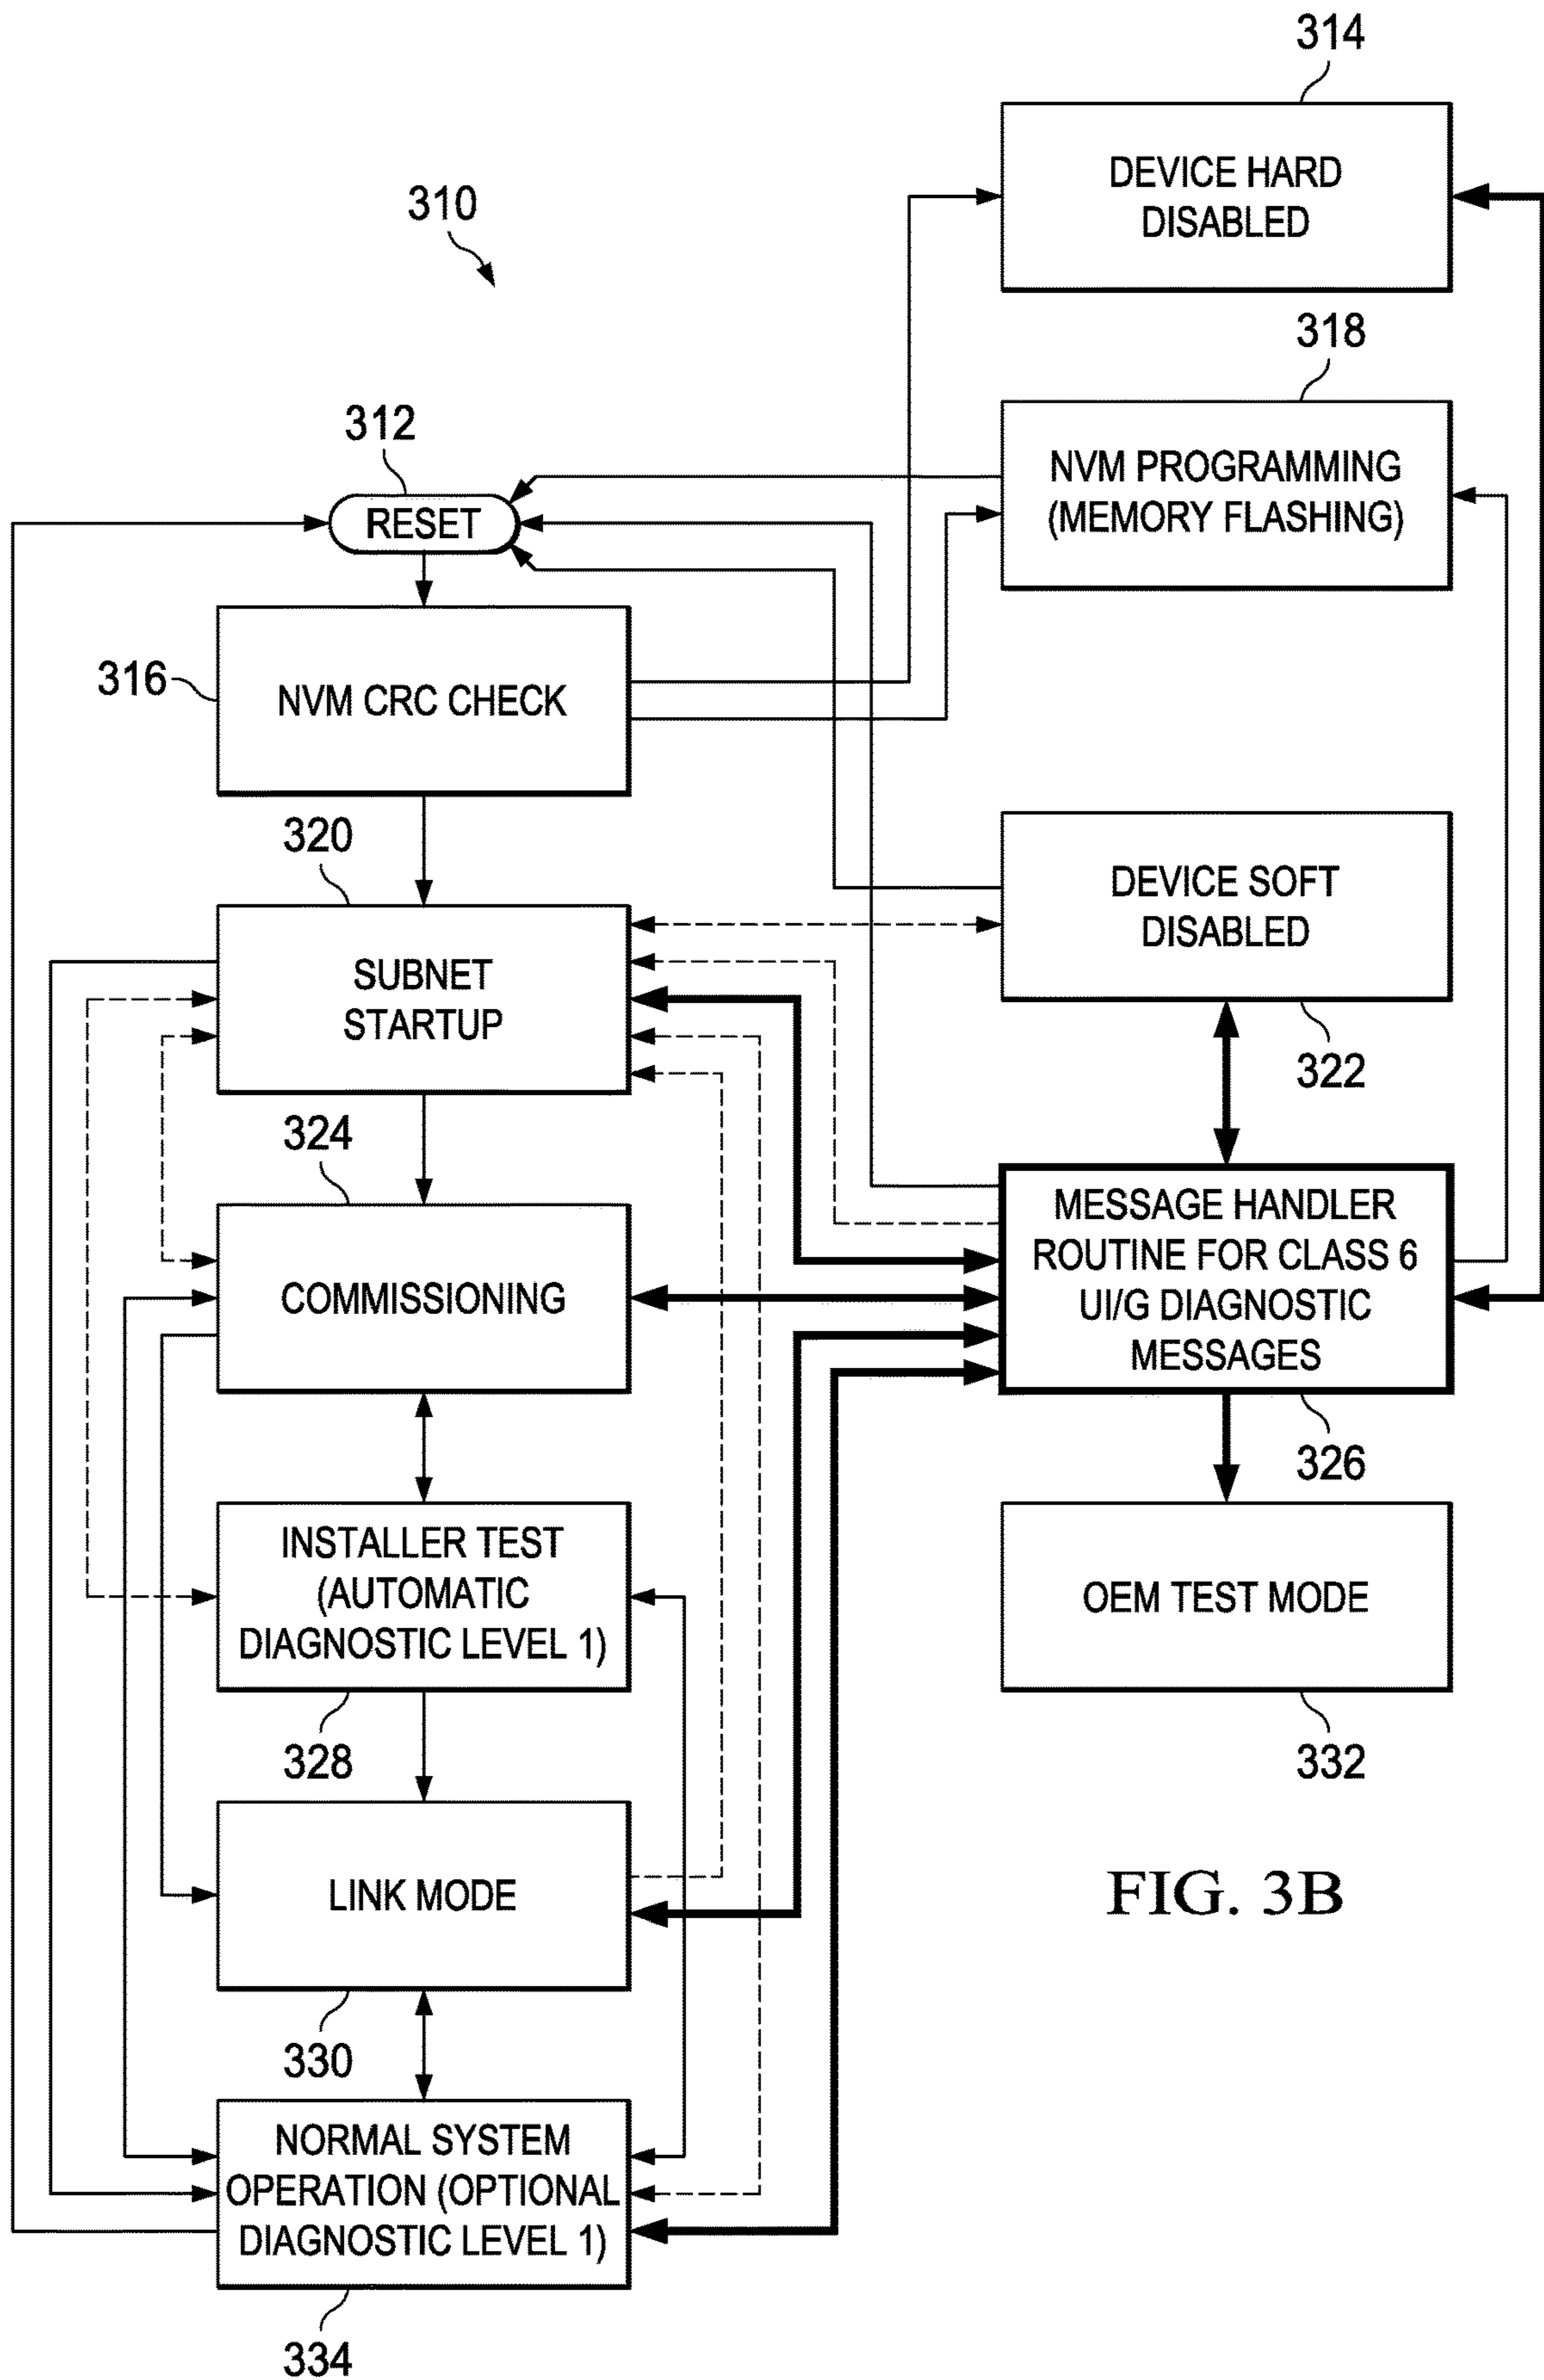 314
DEVICE HARD
DISABLED
310
318
312
NVM PROGRAMMING
(MEMORY FLASHING)
RESET
316
NVM CRC CHECK
320
DEVICE SOFT
DISABLED
SUBNET
STARTUP
322
324
MESSAGE HANDLER
ROUTINE FOR CLASS 6
UI/G DIAGNOSTIC
MESSAGES
COMMISSIONING
326
INSTALLER TEST
(AUTOMATIC
DIAGNOSTIC LEVEL 1)
OEM TEST MODE
328
332
LINK MODE
FIG. 3B
330
NORMAL SYSTEM
OPERATION (OPTIONAL
DIAGNOSTIC LEVEL 1)
334